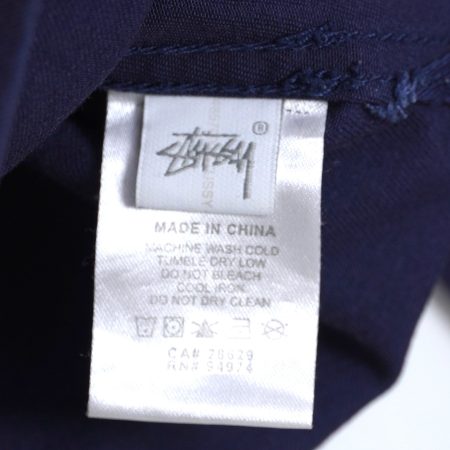 STÜSSY ®
MADE IN CHINA
MACHINE WASH COLD
TUMBLE DRY LOW
DO NOT BLEACH
COOL IRON
DO NOT DRY CLEAN
CA# 28629
RN# 94974